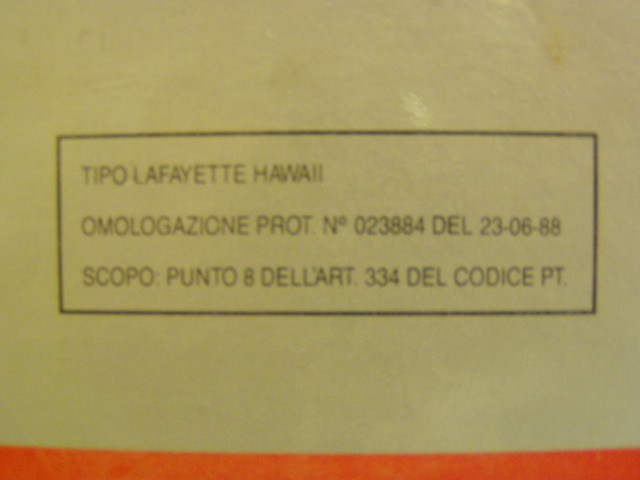 TIPO LAFAYETTE HAWAII
OMOLOGAZIONE PROT. Nº 023884 DEL 23-06-88
SCOPO: PUNTO 8 DELL'ART. 334 DEL CODICE PT.